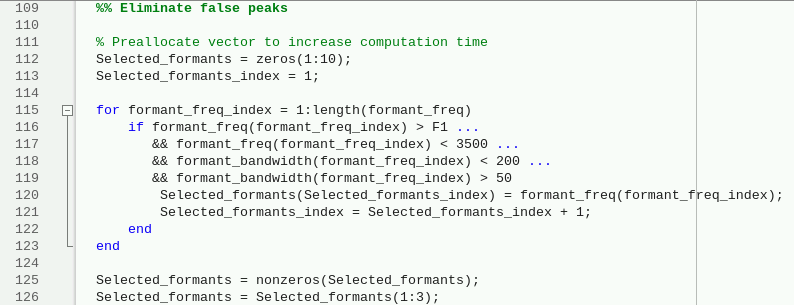 109 %% Eliminate false peaks
110
111 % Preallocate vector to increase computation time
112 Selected_formants = zeros(1:10);
113 Selected_formants_index = 1;
114
115 for formant_freq_index = 1:length(formant_freq)
116 if formant_freq(formant_freq_index) > F1 ...
117 && formant_freq(formant_freq_index) < 3500 ...
118 && formant_bandwidth(formant_freq_index) < 200 ...
119 && formant_bandwidth(formant_freq_index) > 50
120 Selected_formants(Selected_formants_index) = formant_freq(formant_freq_index);
121 Selected_formants_index = Selected_formants_index + 1;
122 end
123 end
124
125 Selected_formants = nonzeros(Selected_formants);
126 Selected_formants = Selected_formants(1:3);